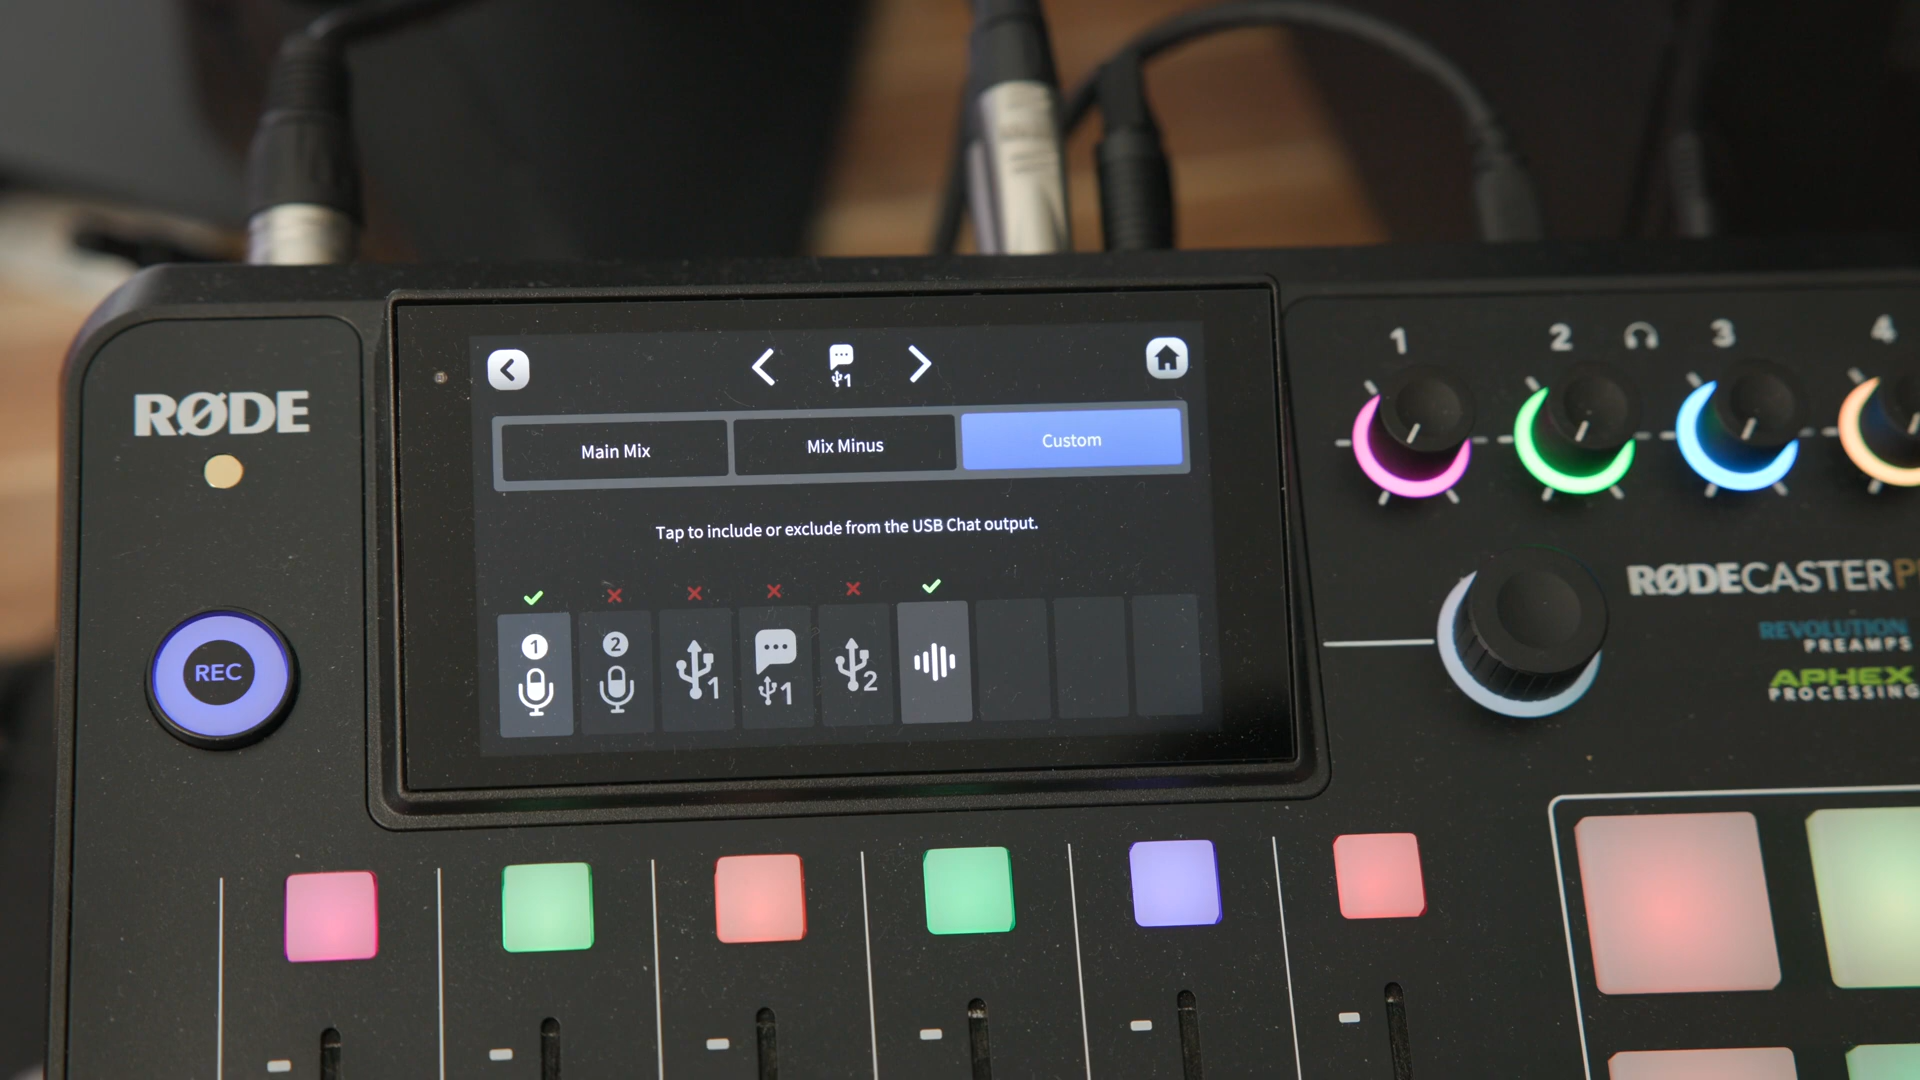 1 2 3 4
1
RØDE
Main Mix Mix Minus Custom
Tap to include or exclude from the USB Chat output.
RØDECASTER P
REVOLUTION
PREAMPS
APHEX
PROCESSING
REC
1 2 1 1 2